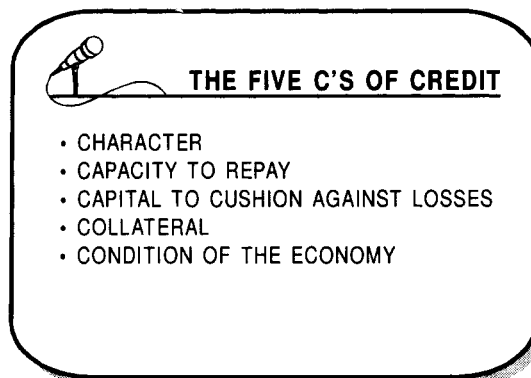 THE FIVE C'S OF CREDIT
• CHARACTER
• CAPACITY TO REPAY
• CAPITAL TO CUSHION AGAINST LOSSES
• COLLATERAL
• CONDITION OF THE ECONOMY